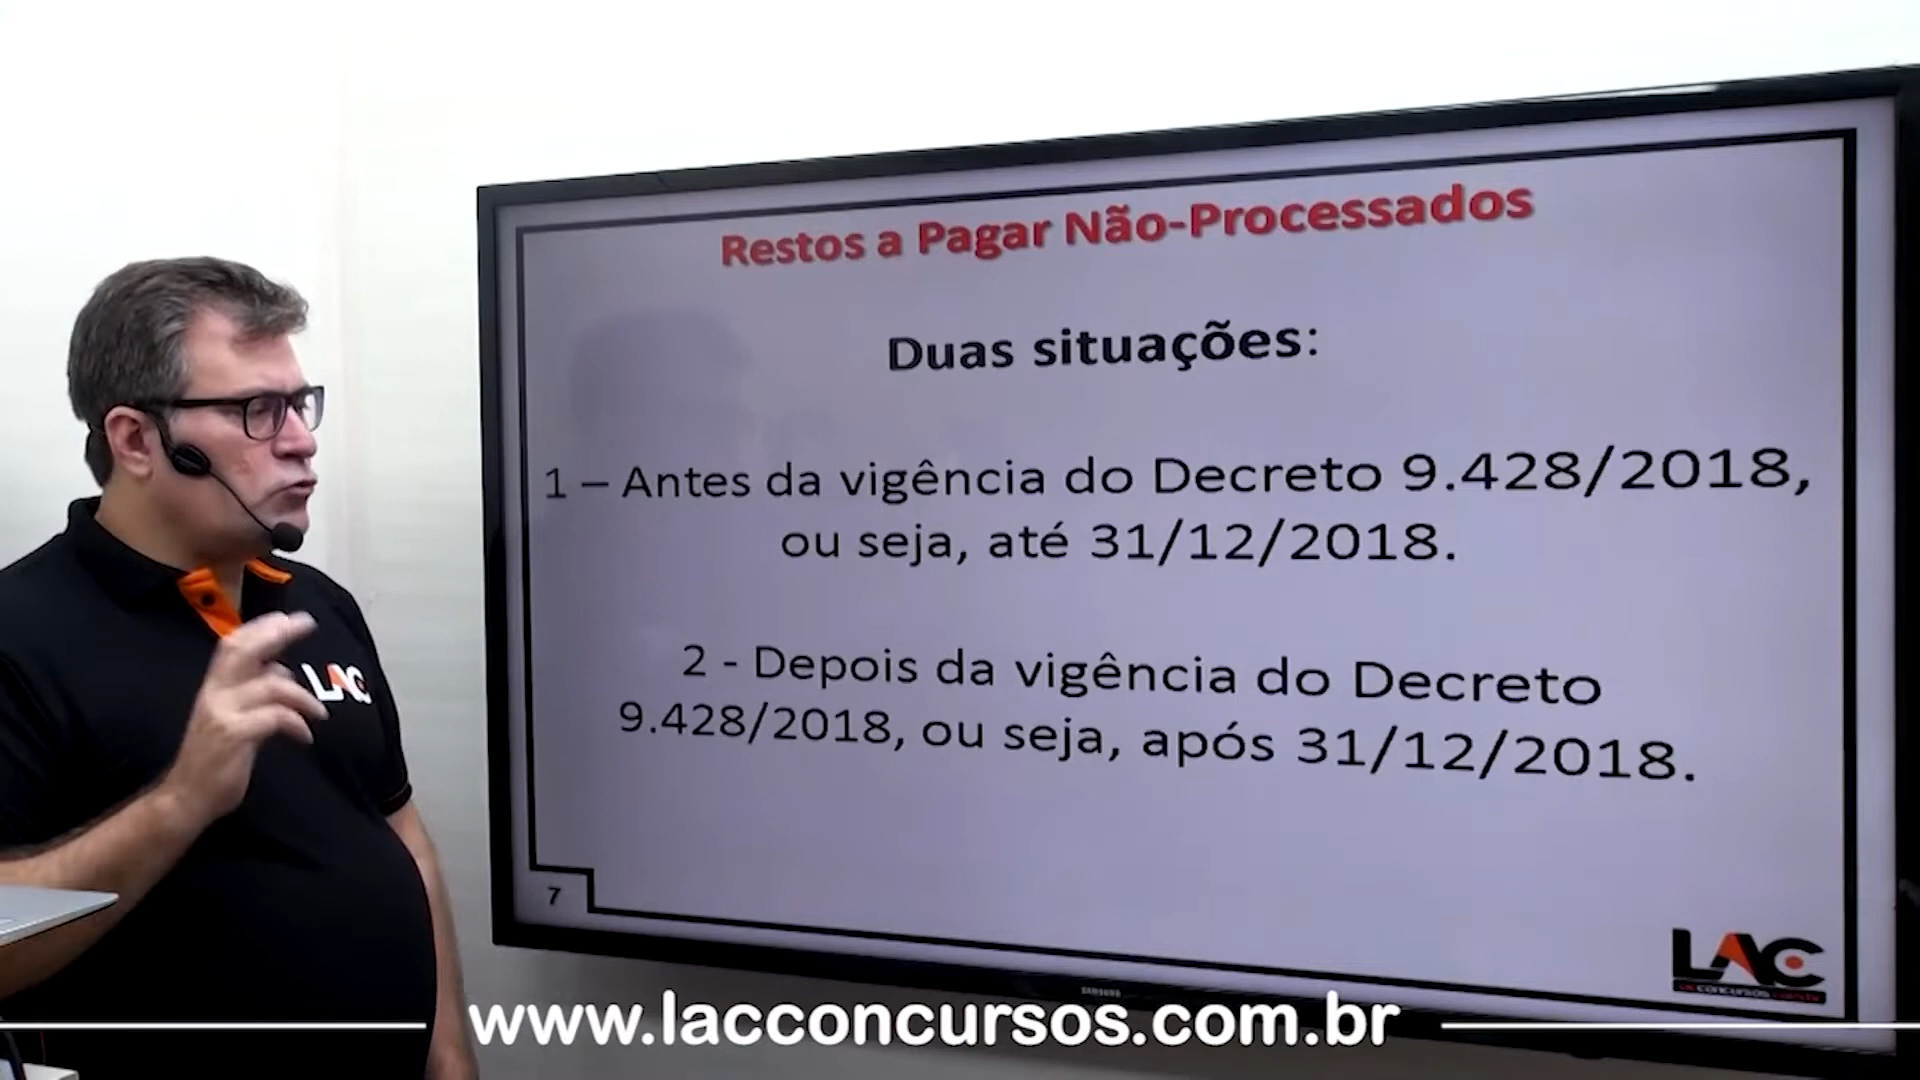 Restos a Pagar Não-Processados
Duas situações:
1 – Antes da vigência do Decreto 9.428/2018,
ou seja, até 31/12/2018.
2 - Depois da vigência do Decreto
9.428/2018, ou seja, após 31/12/2018.
7
LAC
LAC
SAMSUNG
www.lacconcursos.com.br